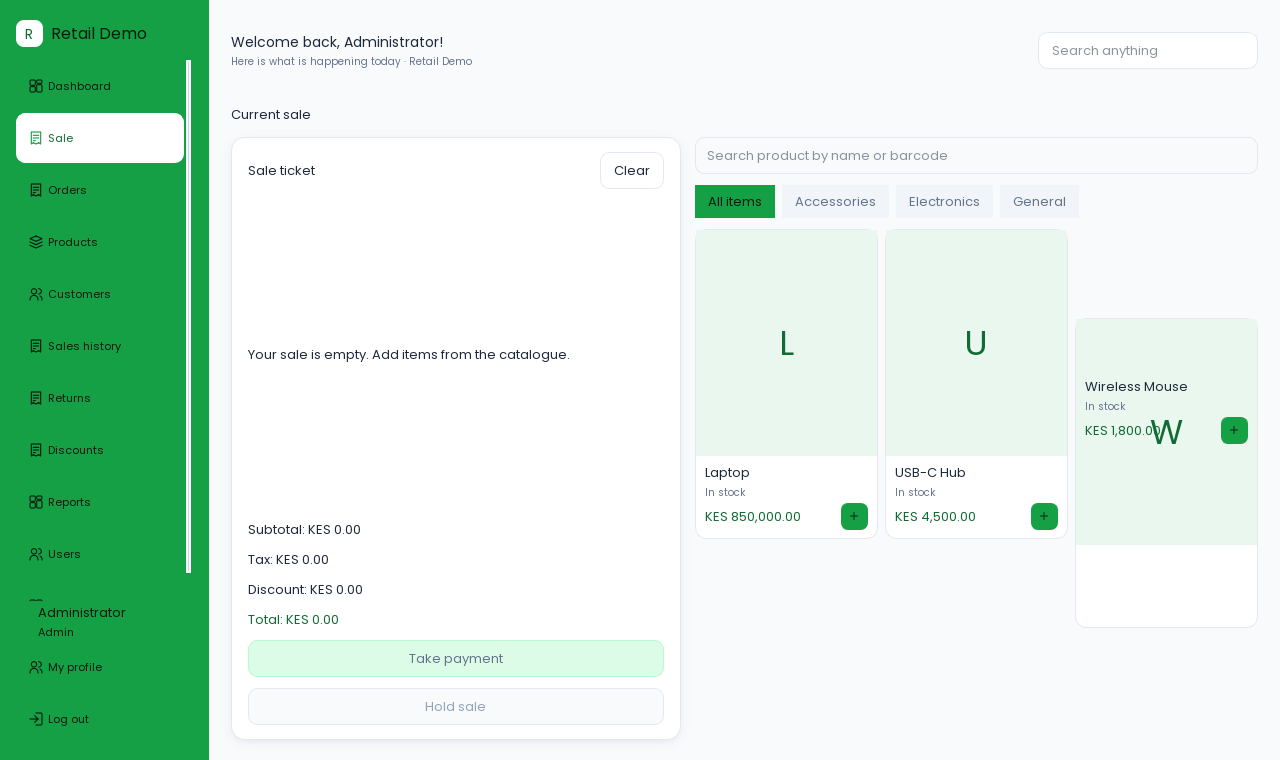 R
Retail Demo
Dashboard
Sale
Orders
Products
Customers
Sales history
Returns
Discounts
Reports
Users
Administrator
Admin
My profile
Log out
Welcome back, Administrator!
Here is what is happening today · Retail Demo
Search anything
Current sale
Sale ticket
Clear
Your sale is empty. Add items from the catalogue.
Subtotal: KES 0.00
Tax: KES 0.00
Discount: KES 0.00
Total: KES 0.00
Take payment
Hold sale
Search product by name or barcode
All items
Accessories
Electronics
General
L
Laptop
In stock
KES 850,000.00
+
U
USB-C Hub
In stock
KES 4,500.00
+
Wireless Mouse
In stock
KES 1,800.00
W
+